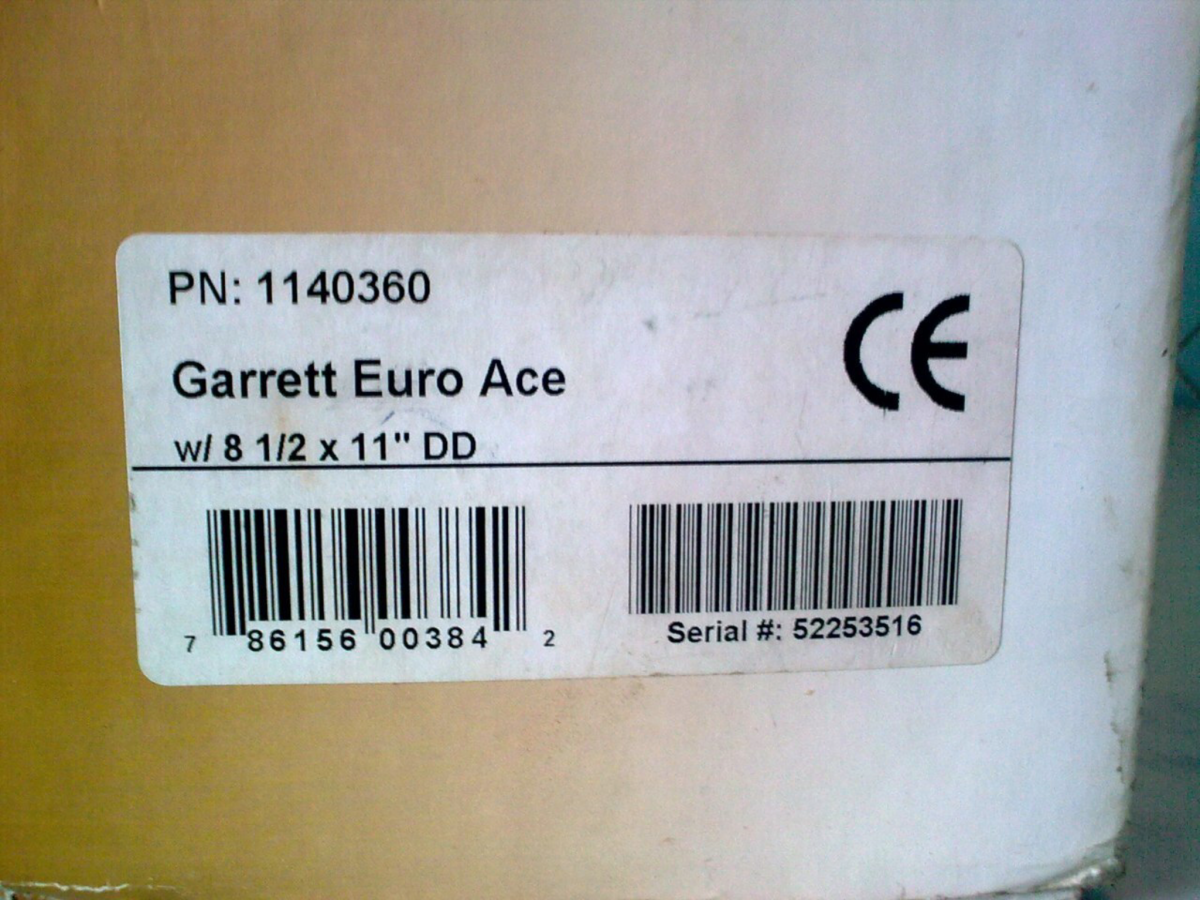 PN: 1140360
CE
Garrett Euro Ace
w/ 8 1/2 x 11" DD
7 86156 00384 2
Serial #: 52253516